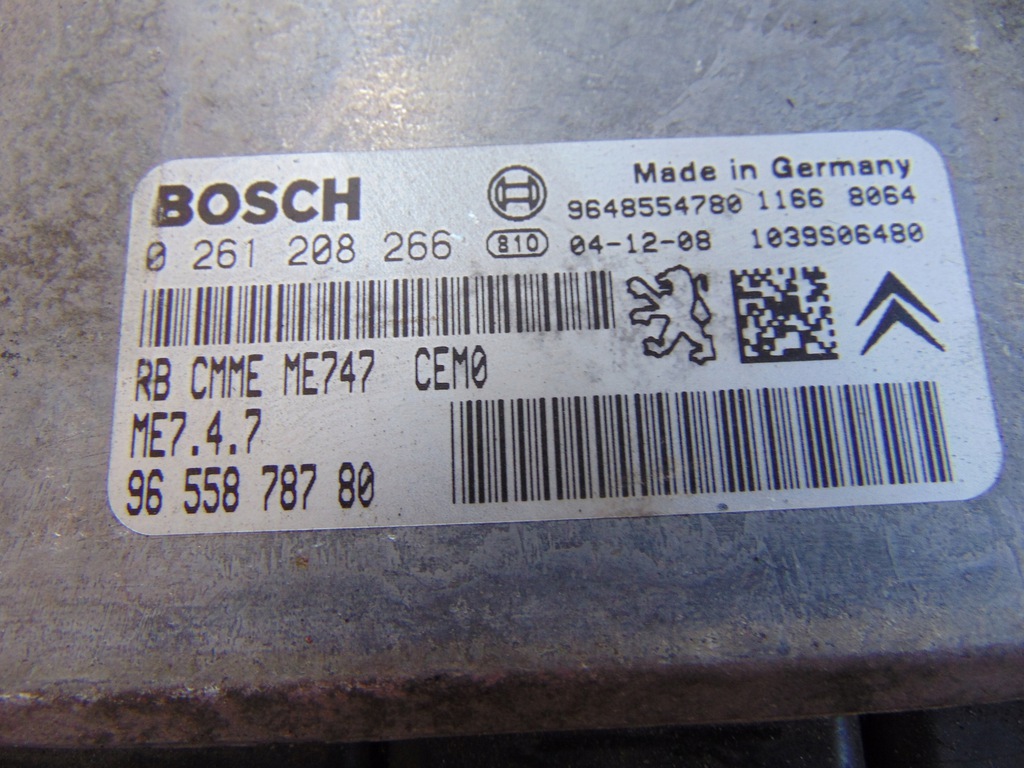 BOSCH
Made in Germany
9648554780 1166 8064
0 261 208 266 810 04-12-08 1039S06480
RB CMME ME747 CEM0
ME7.4.7
96 558 787 80